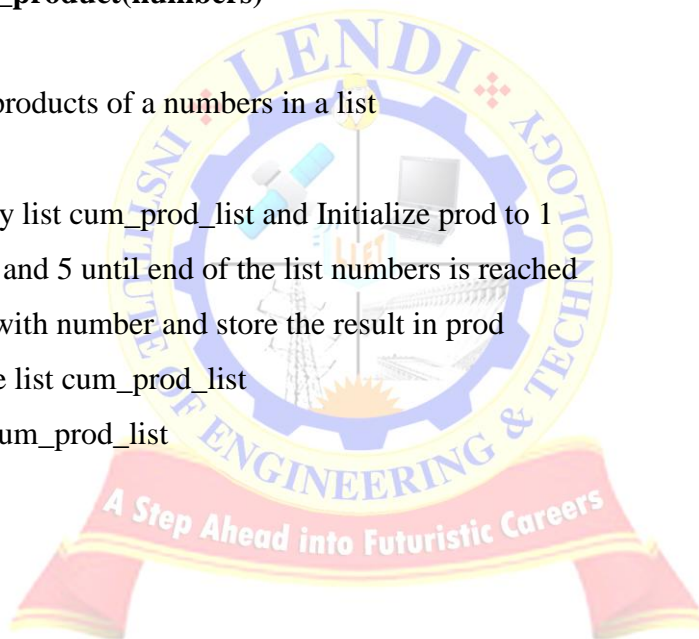 _product(numbers)
LENDI
INSTITUTE OF ENGINEERING & TECHNOLOGY
products of a numbers in a list
y list cum_prod_list and Initialize prod to 1
LIET
and 5 until end of the list numbers is reached
with number and store the result in prod
e list cum_prod_list
cum_prod_list
A Step Ahead into Futuristic Careers